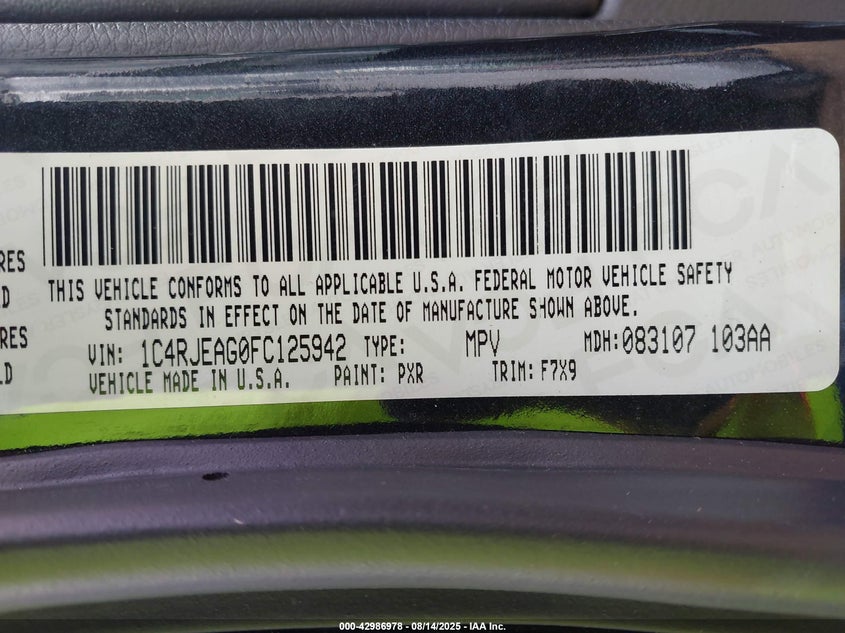 RES
D
THIS VEHICLE CONFORMS TO ALL APPLICABLE U.S.A. FEDERAL MOTOR VEHICLE SAFETY
STANDARDS IN EFFECT ON THE DATE OF MANUFACTURE SHOWN ABOVE.
RES
LD
VIN: 1C4RJEAG0FC125942 TYPE: MPV MDH:083107 103AA
VEHICLE MADE IN U.S.A. PAINT: PXR TRIM:F7X9
000-42986978 - 08/14/2025 - IAA Inc.